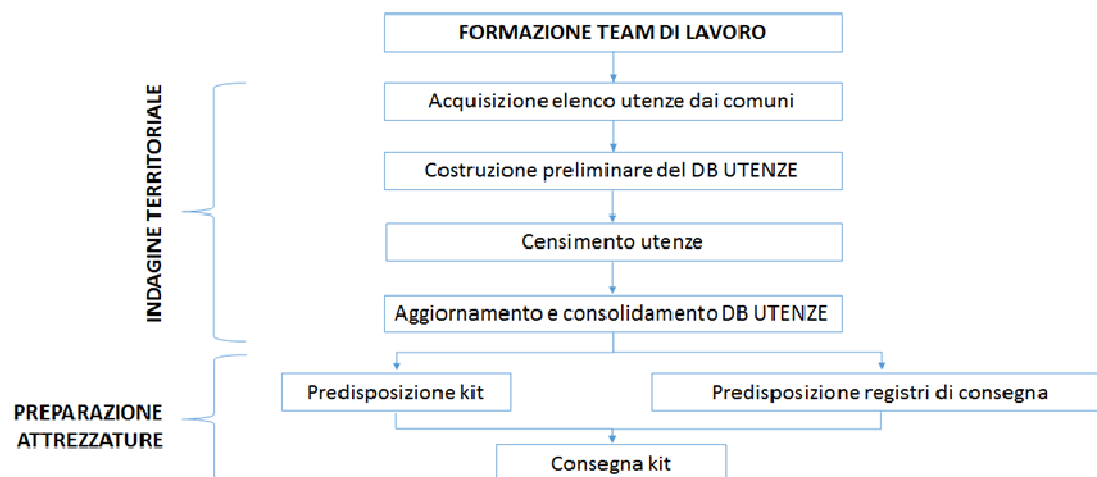 FORMAZIONE TEAM DI LAVORO
INDAGINE TERRITORIALE
Acquisizione elenco utenze dai comuni
Costruzione preliminare del DB UTENZE
Censimento utenze
Aggiornamento e consolidamento DB UTENZE
PREPARAZIONE
ATTREZZATURE
Predisposizione kit
Predisposizione registri di consegna
Consegna kit